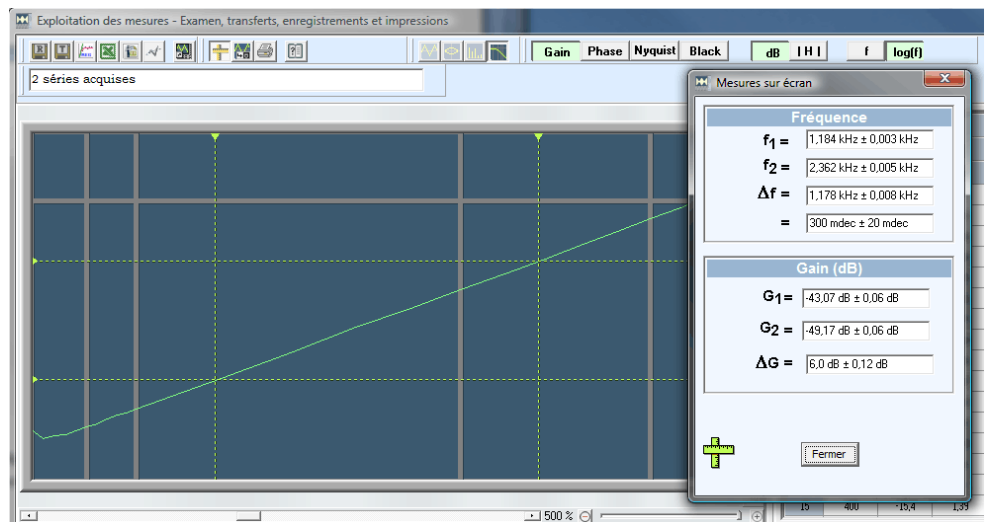 Exploitation des mesures - Examen, transferts, enregistrements et impressions
Gain Phase Nyquist Black dB | H | f log(f)
2 séries acquises
Mesures sur écran
Fréquence
f1 = 1,184 kHz ± 0,003 kHz
f2 = 2,362 kHz ± 0,005 kHz
Δf = 1,178 kHz ± 0,008 kHz
= 300 mdec ± 20 mdec
Gain (dB)
G1 = -43,07 dB ± 0,06 dB
G2 = -49,17 dB ± 0,06 dB
ΔG = 6,0 dB ± 0,12 dB
Fermer
500 %
15 400 -15,4 1,39